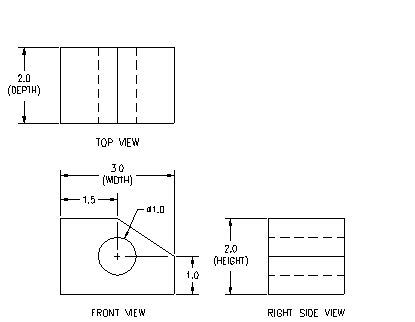 2.0
(DEPTH)
TOP VIEW
3.0
(WIDTH)
1.5
ø1.0
2.0
(HEIGHT)
1.0
FRONT VIEW
RIGHT SIDE VIEW